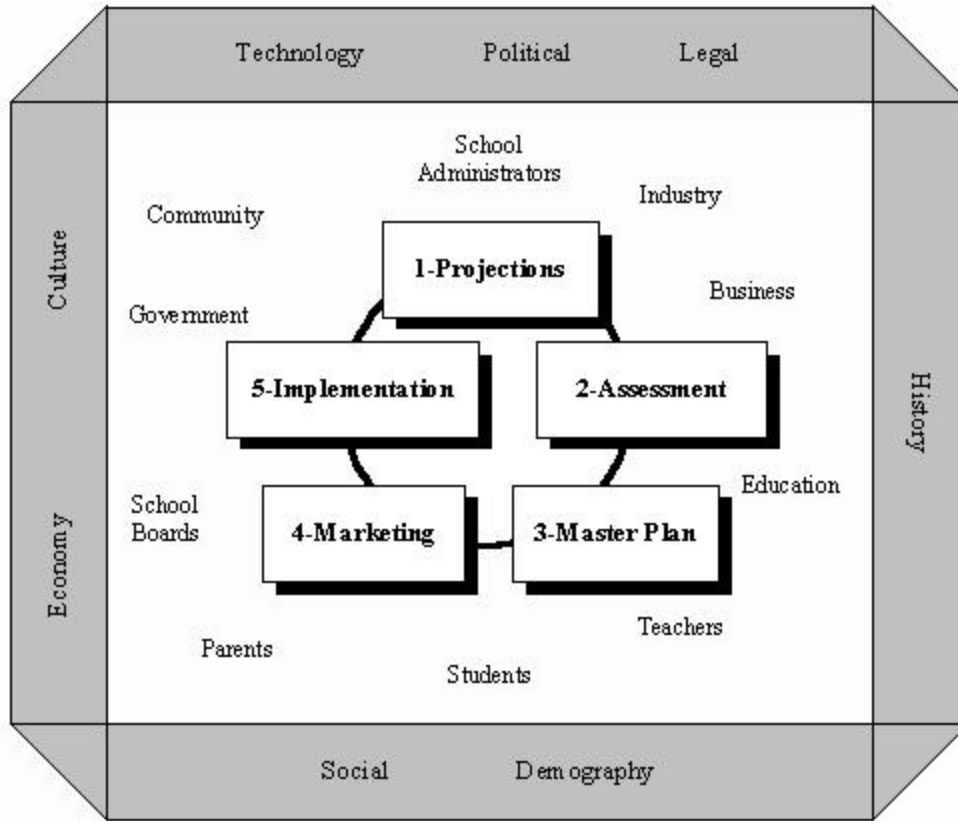 Technology Political Legal
School
Administrators
Industry
Community
1-Projections
Business
Culture
Government
5-Implementation
2-Assessment
History
School
Boards
Education
4-Marketing
3-Master Plan
Economy
Teachers
Parents
Students
Social Demography